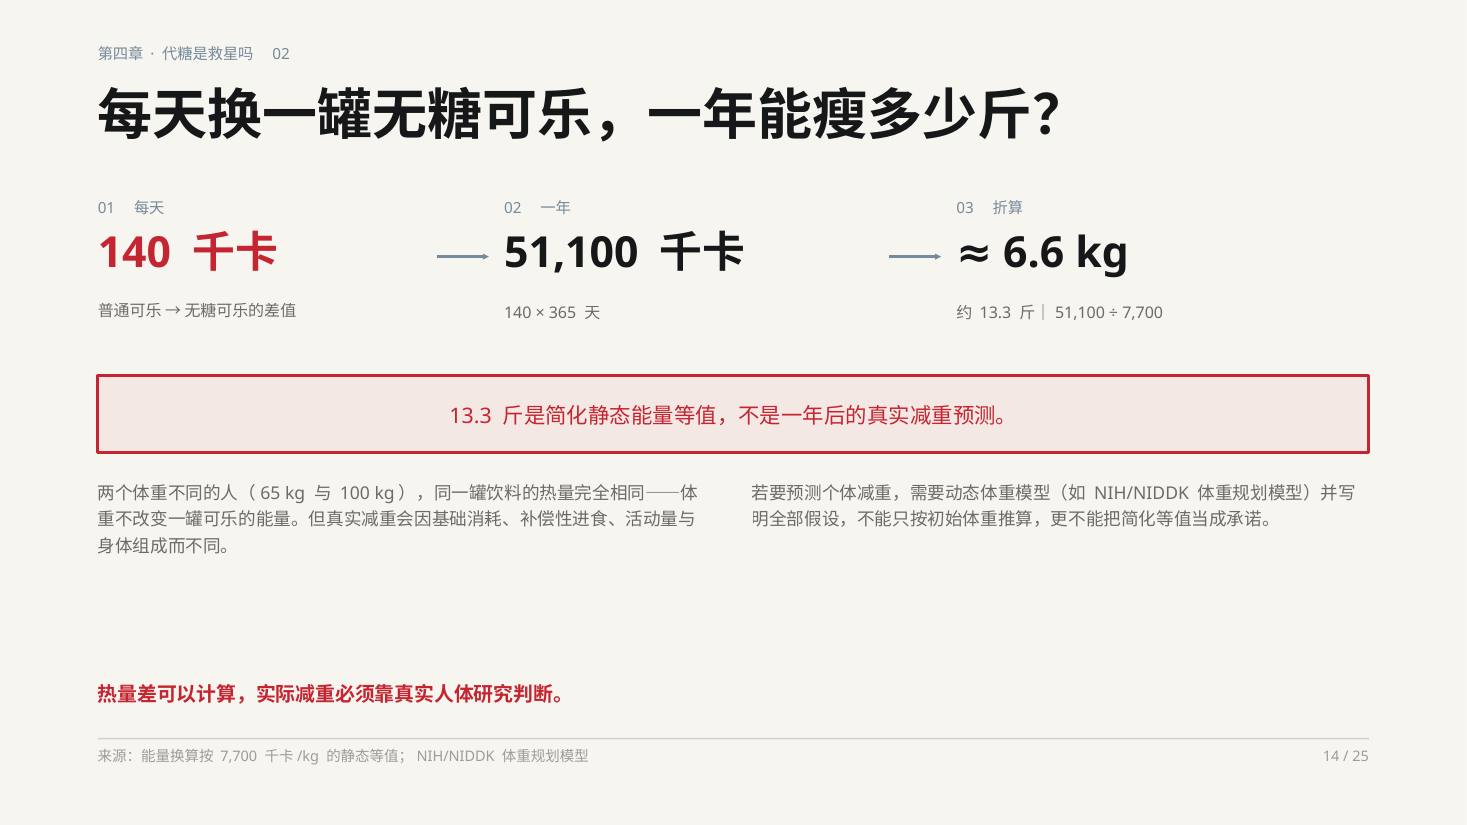 第四章 · 代糖是救星吗 02
每天换一罐无糖可乐，一年能瘦多少斤？
01 每天
140 千卡
普通可乐 → 无糖可乐的差值
02 一年
51,100 千卡
140 × 365 天
03 折算
≈ 6.6 kg
约 13.3 斤｜ 51,100 ÷ 7,700
13.3 斤是简化静态能量等值，不是一年后的真实减重预测。
两个体重不同的人（ 65 kg 与 100 kg ），同一罐饮料的热量完全相同——体
重不改变一罐可乐的能量。但真实减重会因基础消耗、补偿性进食、活动量与
身体组成而不同。
若要预测个体减重，需要动态体重模型（如 NIH/NIDDK 体重规划模型）并写
明全部假设，不能只按初始体重推算，更不能把简化等值当成承诺。
热量差可以计算，实际减重必须靠真实人体研究判断。
来源：能量换算按 7,700 千卡 /kg 的静态等值； NIH/NIDDK 体重规划模型
14 / 25